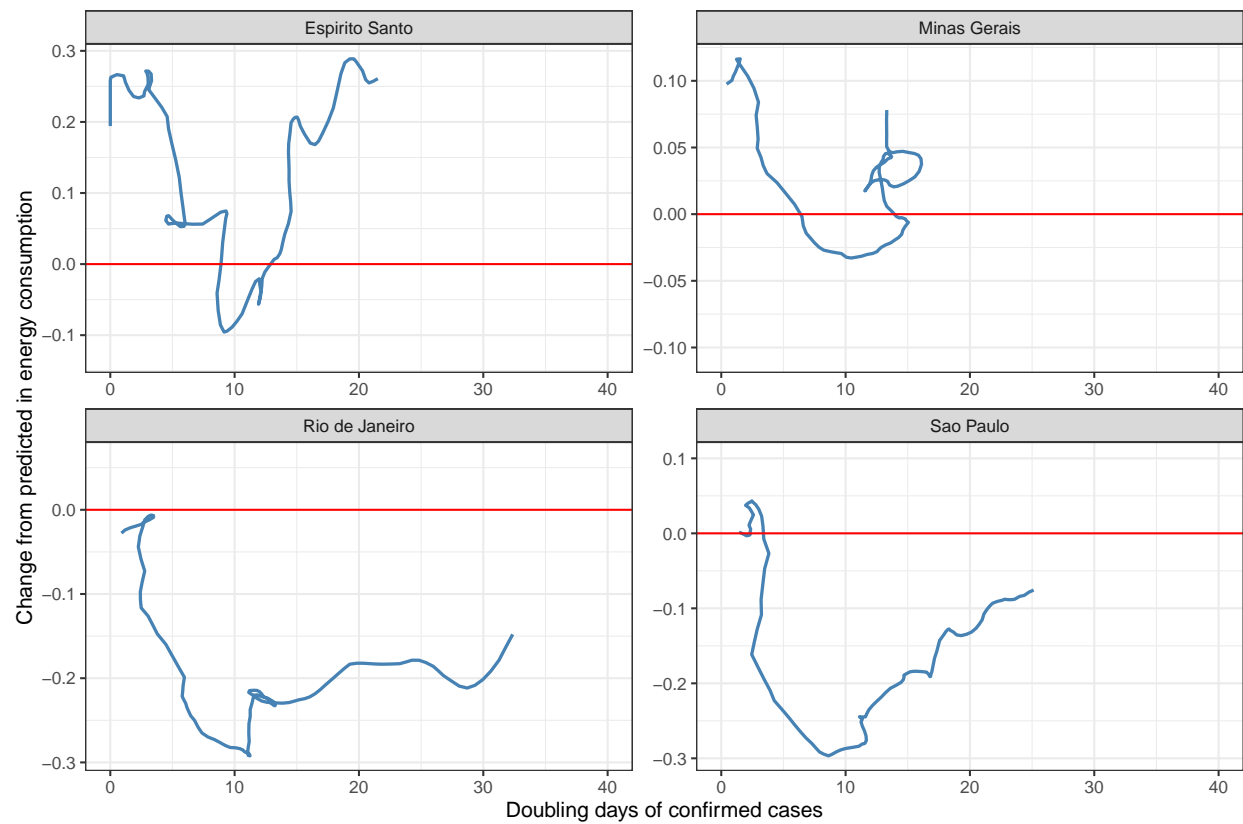 Espirito Santo
Minas Gerais
0.3
0.2
0.1
0.0
−0.1
0.10
0.05
0.00
−0.05
−0.10
0 10 20 30 40
0 10 20 30 40
Rio de Janeiro
Sao Paulo
0.0
−0.1
−0.2
−0.3
0.1
0.0
−0.1
−0.2
−0.3
0 10 20 30 40
0 10 20 30 40
Change from predicted in energy consumption
Doubling days of confirmed cases